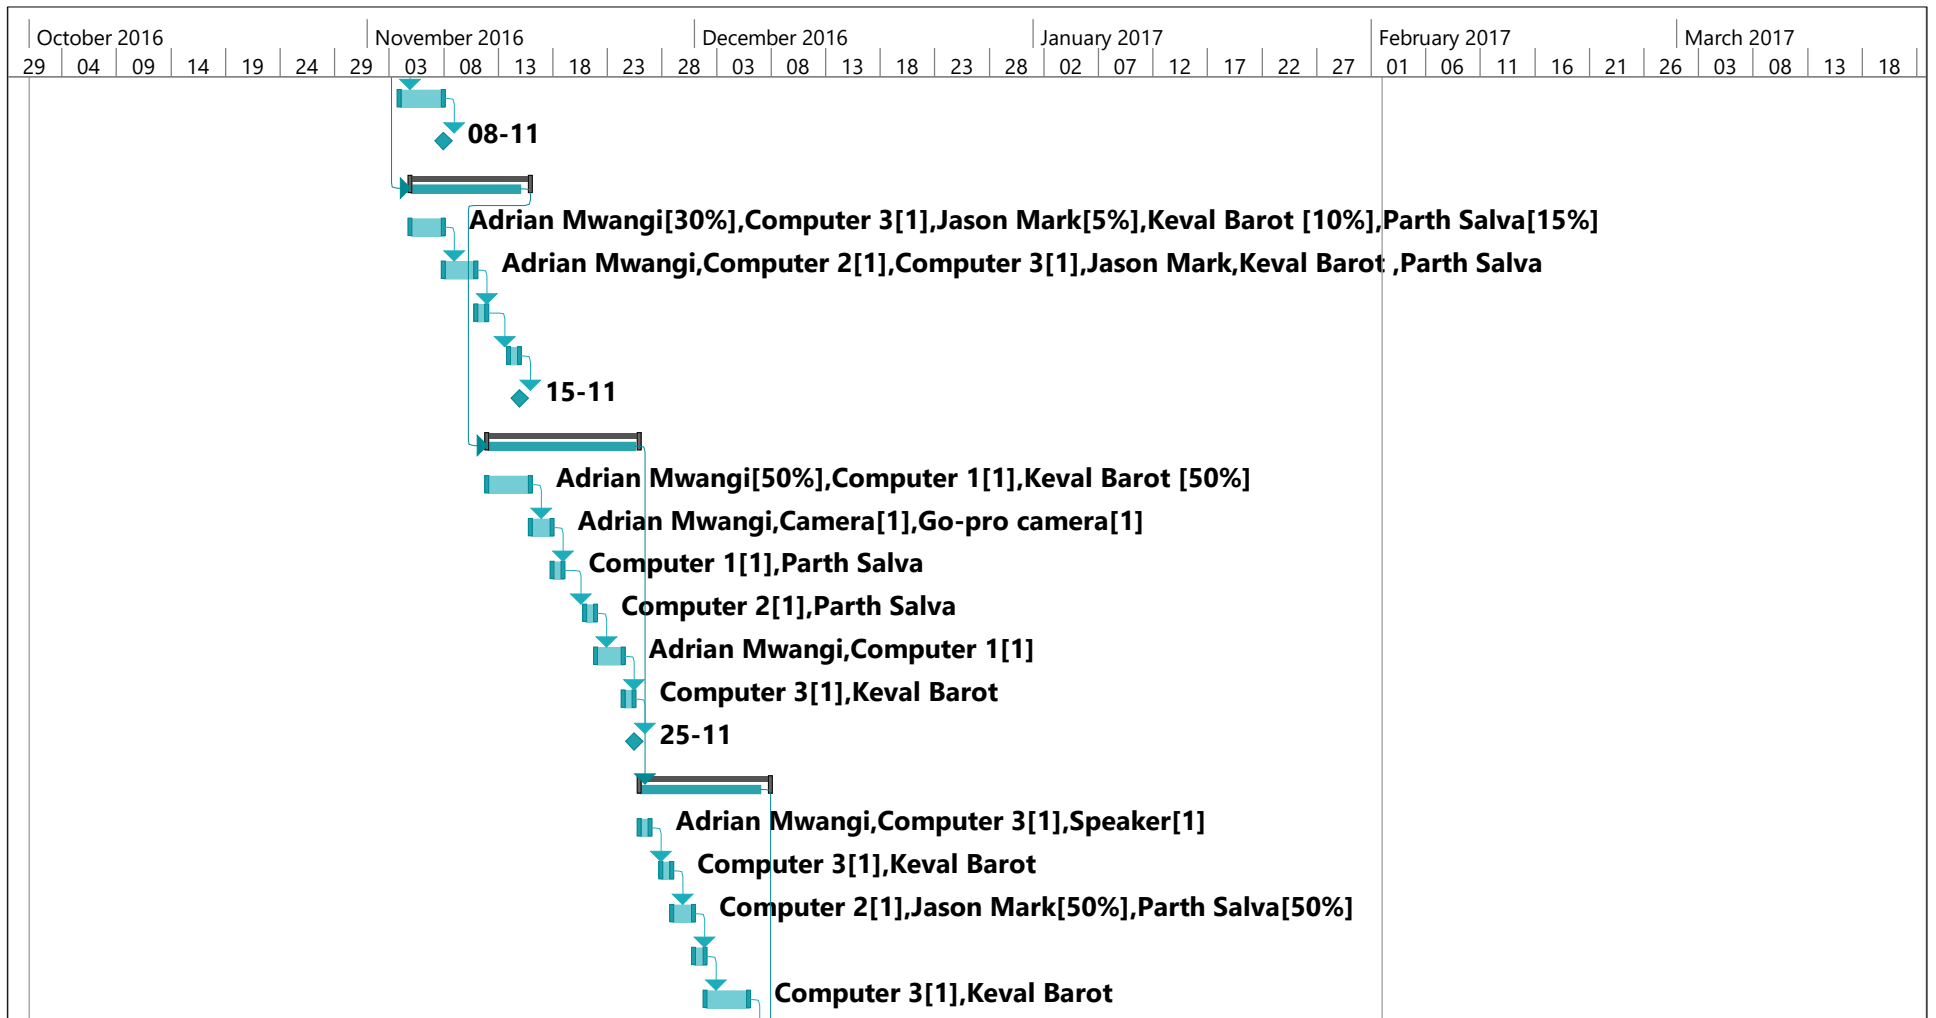 October 2016 November 2016 December 2016 January 2017 February 2017 March 2017
29 04 09 14 19 24 29 03 08 13 18 23 28 03 08 13 18 23 28 02 07 12 17 22 27 01 06 11 16 21 26 03 08 13 18
08-11
Adrian Mwangi[30%],Computer 3[1],Jason Mark[5%],Keval Barot [10%],Parth Salva[15%]
Adrian Mwangi,Computer 2[1],Computer 3[1],Jason Mark,Keval Barot ,Parth Salva
15-11
Adrian Mwangi[50%],Computer 1[1],Keval Barot [50%]
Adrian Mwangi,Camera[1],Go-pro camera[1]
Computer 1[1],Parth Salva
Computer 2[1],Parth Salva
Adrian Mwangi,Computer 1[1]
Computer 3[1],Keval Barot
25-11
Adrian Mwangi,Computer 3[1],Speaker[1]
Computer 3[1],Keval Barot
Computer 2[1],Jason Mark[50%],Parth Salva[50%]
Computer 3[1],Keval Barot